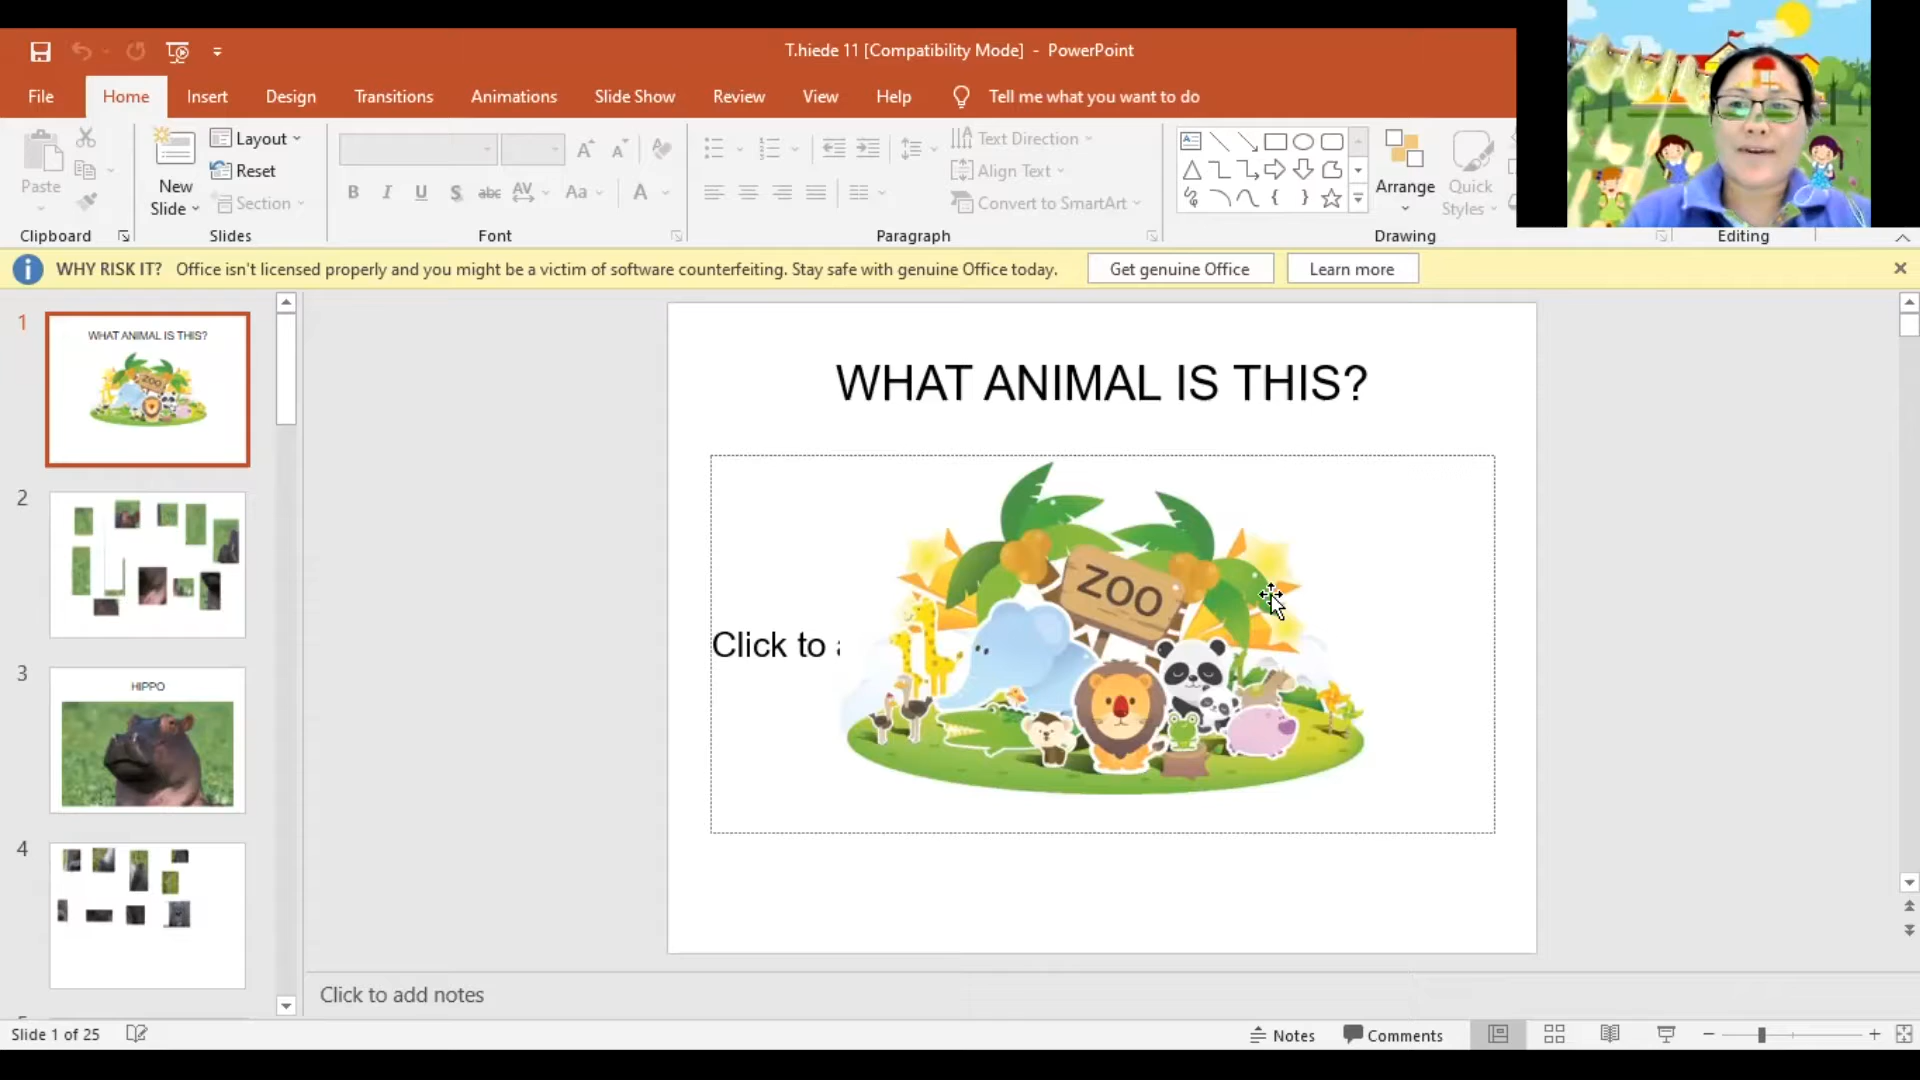 T.hiede 11 [Compatibility Mode] - PowerPoint
File Home Insert Design Transitions Animations Slide Show Review View Help Tell me what you want to do
Paste
New Slide
Layout
Reset
Section
B I U S abc AV Aa A
Text Direction
Align Text
Convert to SmartArt
Arrange
Quick Styles
Clipboard Slides Font Paragraph Drawing Editing
WHY RISK IT? Office isn't licensed properly and you might be a victim of software counterfeiting. Stay safe with genuine Office today. Get genuine Office Learn more
1
WHAT ANIMAL IS THIS?
ZOO
2
3
HIPPO
4
WHAT ANIMAL IS THIS?
ZOO
Click to
Click to add notes
Slide 1 of 25 Notes Comments